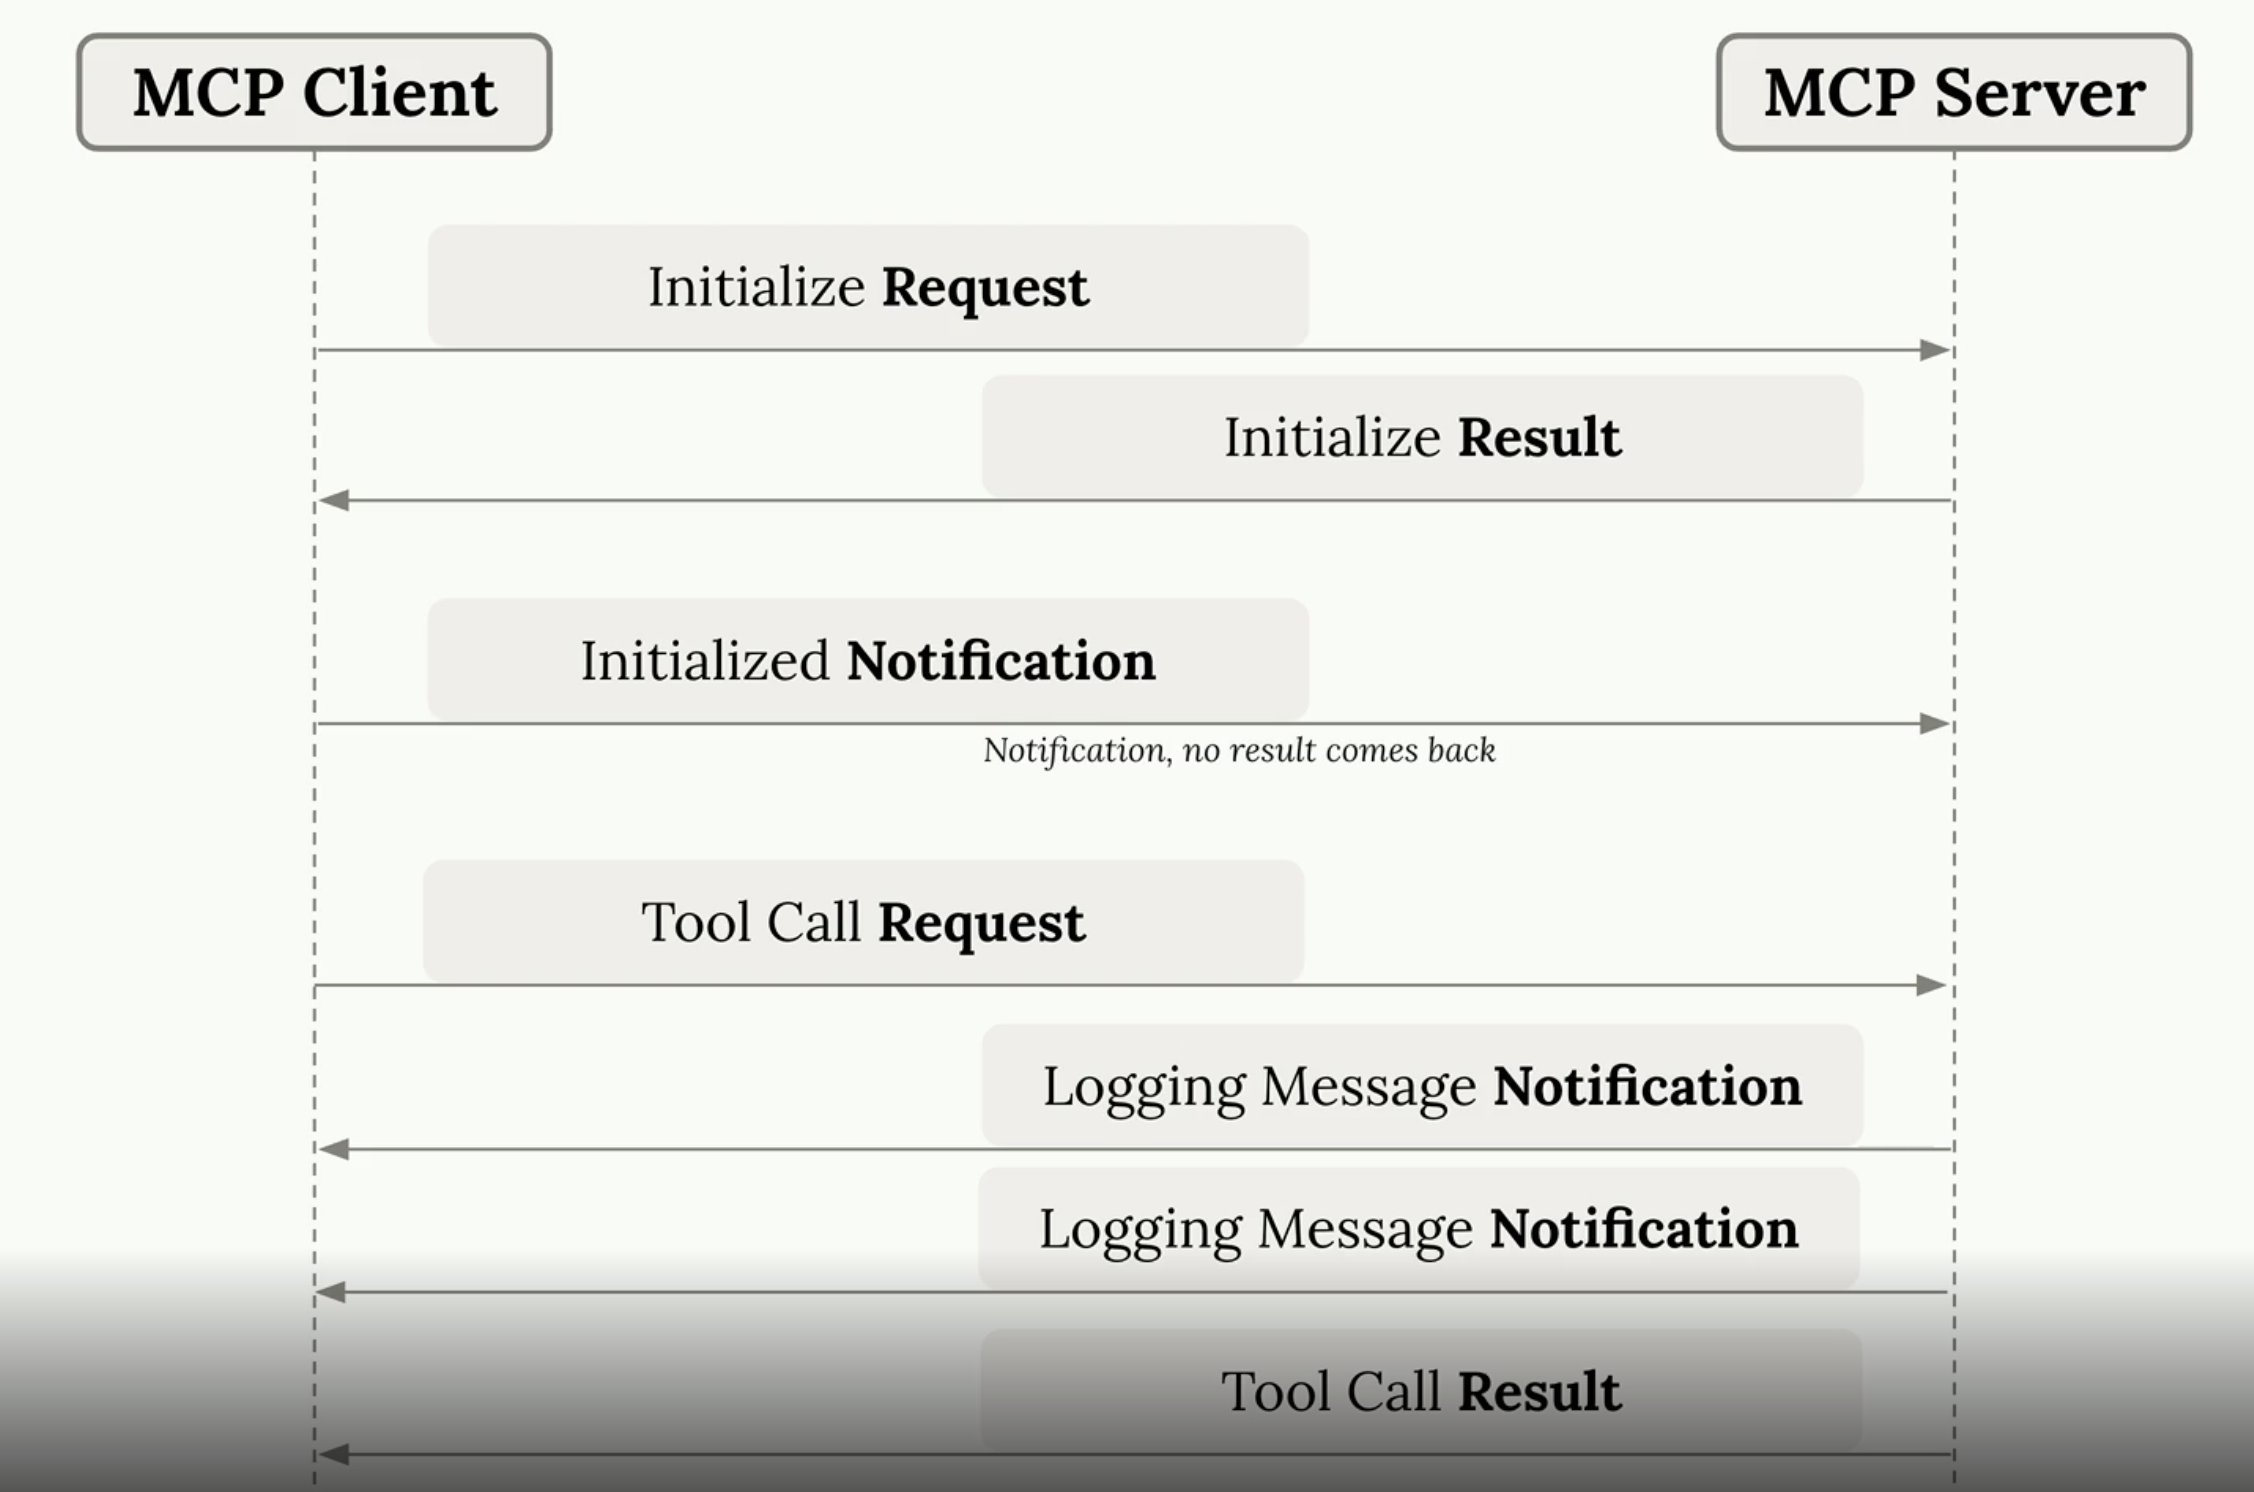 MCP Client
MCP Server
Initialize Request
Initialize Result
Initialized Notification
Notification, no result comes back
Tool Call Request
Logging Message Notification
Logging Message Notification
Tool Call Result